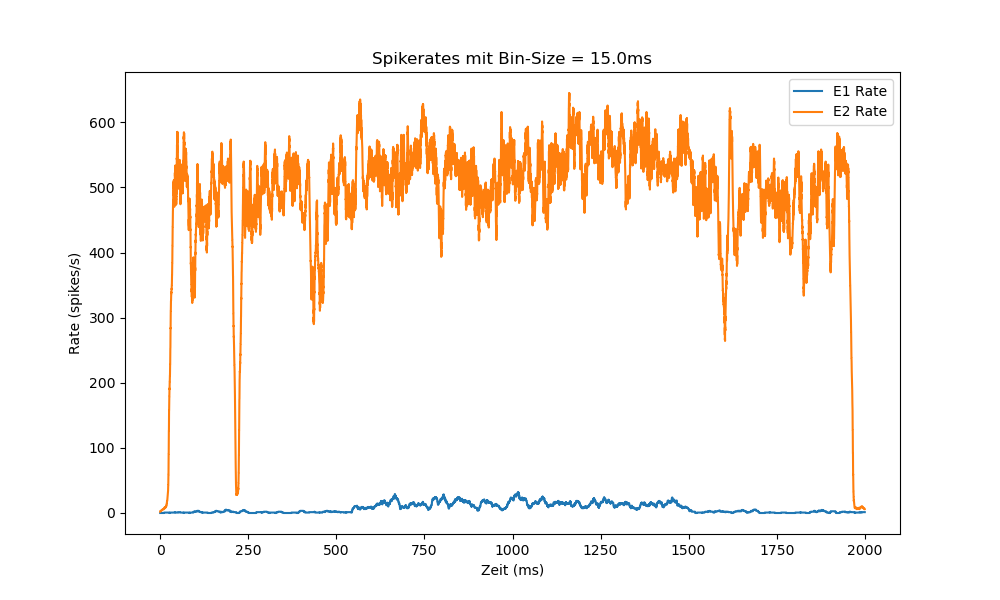 Spikerates mit Bin-Size = 15.0ms
E1 Rate
E2 Rate
600
500
400
300
200
100
0
Rate (spikes/s)
0 250 500 750 1000 1250 1500 1750 2000
Zeit (ms)